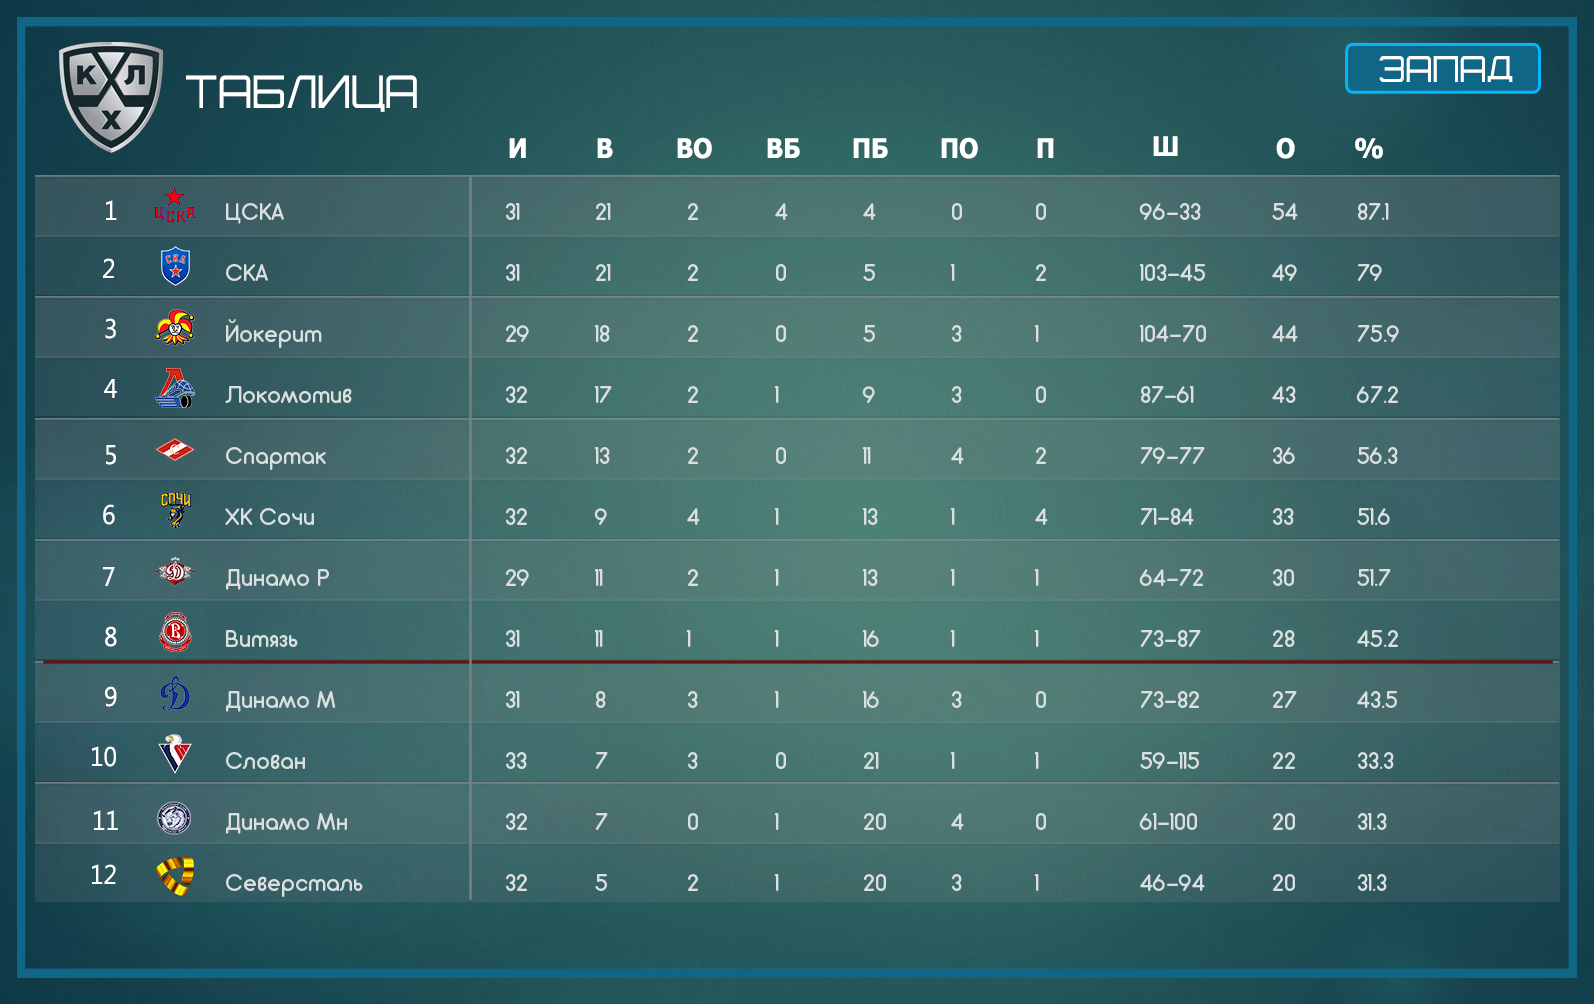 КЛХ
ТАБЛИЦА
ЗАПАД
И В ВО ВБ ПБ ПО П Ш О %
1 ЦСКА ЦСКА 31 21 2 4 4 0 0 96–33 54 87.1
2 СКА СКА 31 21 2 0 5 1 2 103–45 49 79
3 Йокерит 29 18 2 0 5 3 1 104–70 44 75.9
4 Локомотив 32 17 2 1 9 3 0 87–61 43 67.2
5 Спартак 32 13 2 0 11 4 2 79–77 36 56.3
6 СОЧИ ХК Сочи 32 9 4 1 13 1 4 71–84 33 51.6
7 Динамо Р 29 11 2 1 13 1 1 64–72 30 51.7
8 Витязь 31 11 1 1 16 1 1 73–87 28 45.2
9 Динамо М 31 8 3 1 16 3 0 73–82 27 43.5
10 Слован 33 7 3 0 21 1 1 59–115 22 33.3
11 Динамо Мн 32 7 0 1 20 4 0 61–100 20 31.3
12 Северсталь 32 5 2 1 20 3 1 46–94 20 31.3